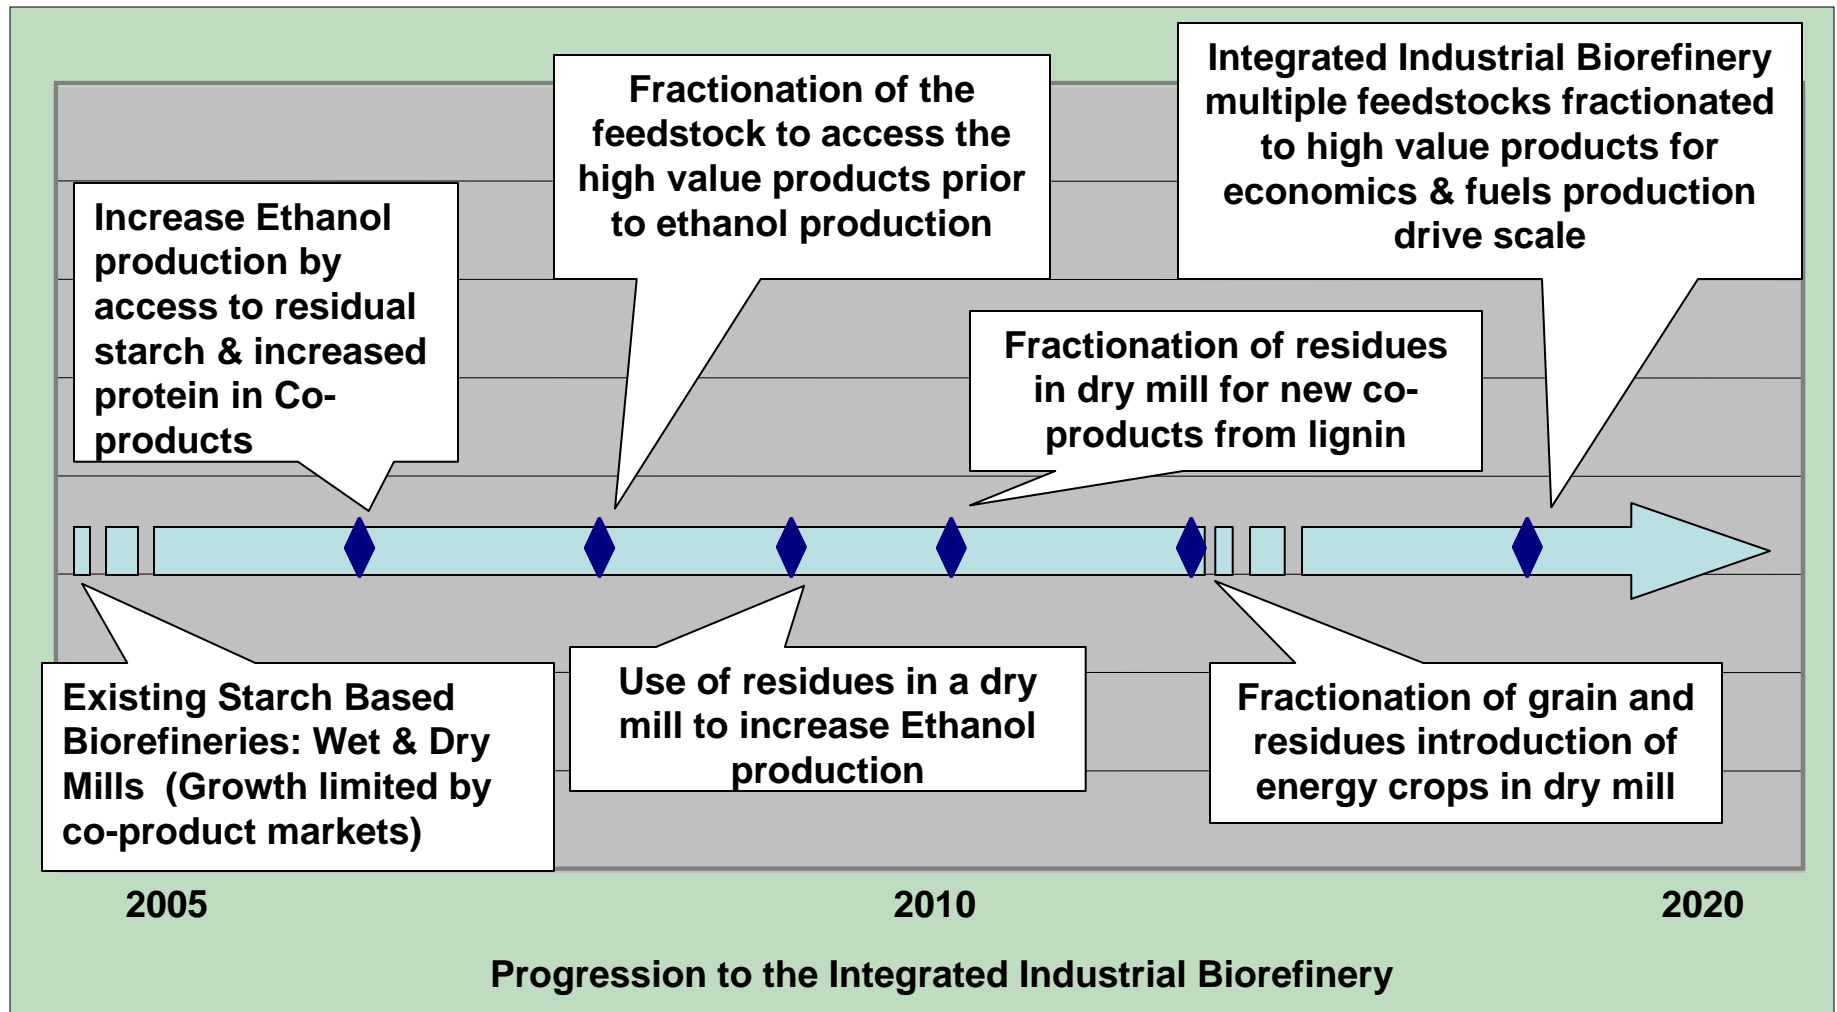 Increase Ethanol
production by
access to residual
starch & increased
protein in Co-
products
Fractionation of the
feedstock to access the
high value products prior
to ethanol production
Integrated Industrial Biorefinery
multiple feedstocks fractionated
to high value products for
economics & fuels production
drive scale
Fractionation of residues
in dry mill for new co-
products from lignin
Existing Starch Based
Biorefineries: Wet & Dry
Mills (Growth limited by
co-product markets)
Use of residues in a dry
mill to increase Ethanol
production
Fractionation of grain and
residues introduction of
energy crops in dry mill
2005
2010
2020
Progression to the Integrated Industrial Biorefinery